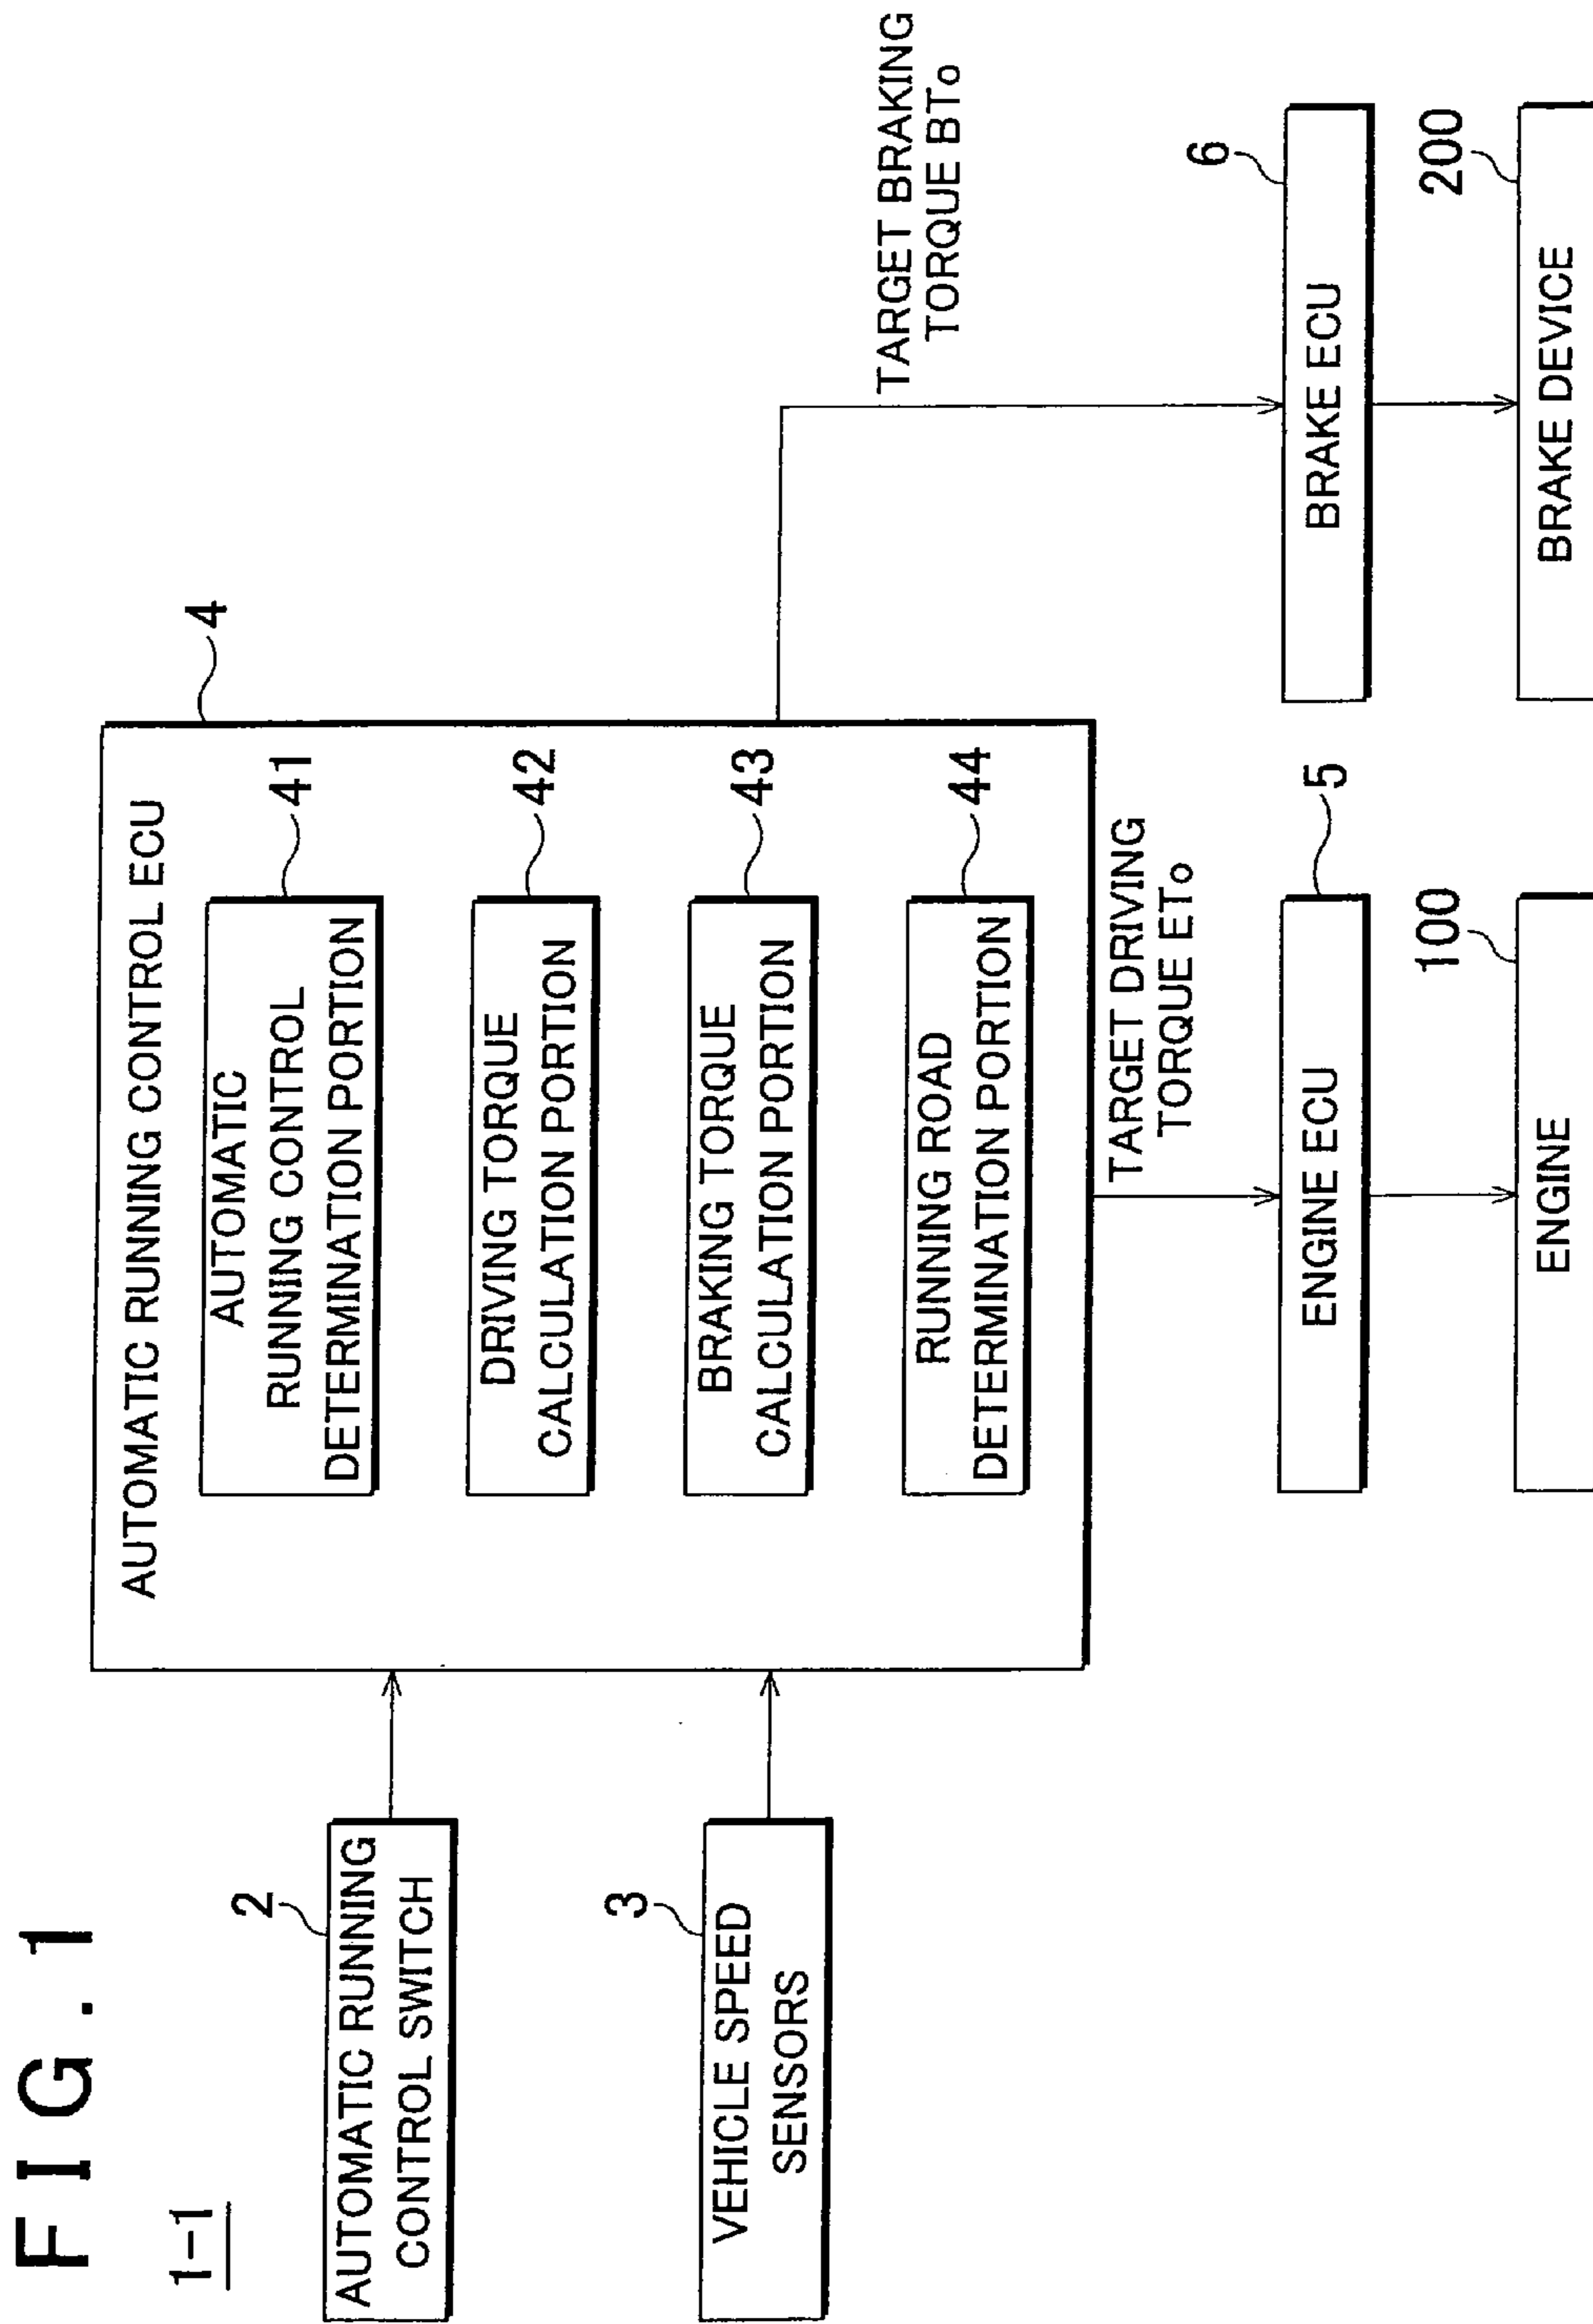 FIG.1
1-1
2
AUTOMATIC RUNNING
CONTROL SWITCH
3
VEHICLE SPEED
SENSORS
4
AUTOMATIC RUNNING CONTROL ECU
41
AUTOMATIC
RUNNING CONTROL
DETERMINATION PORTION
42
DRIVING TORQUE
CALCULATION PORTION
43
BRAKING TORQUE
CALCULATION PORTION
44
RUNNING ROAD
DETERMINATION PORTION
TARGET DRIVING
TORQUE ETo
5
ENGINE ECU
100
ENGINE
TARGET BRAKING
TORQUE BTo
6
BRAKE ECU
200
BRAKE DEVICE